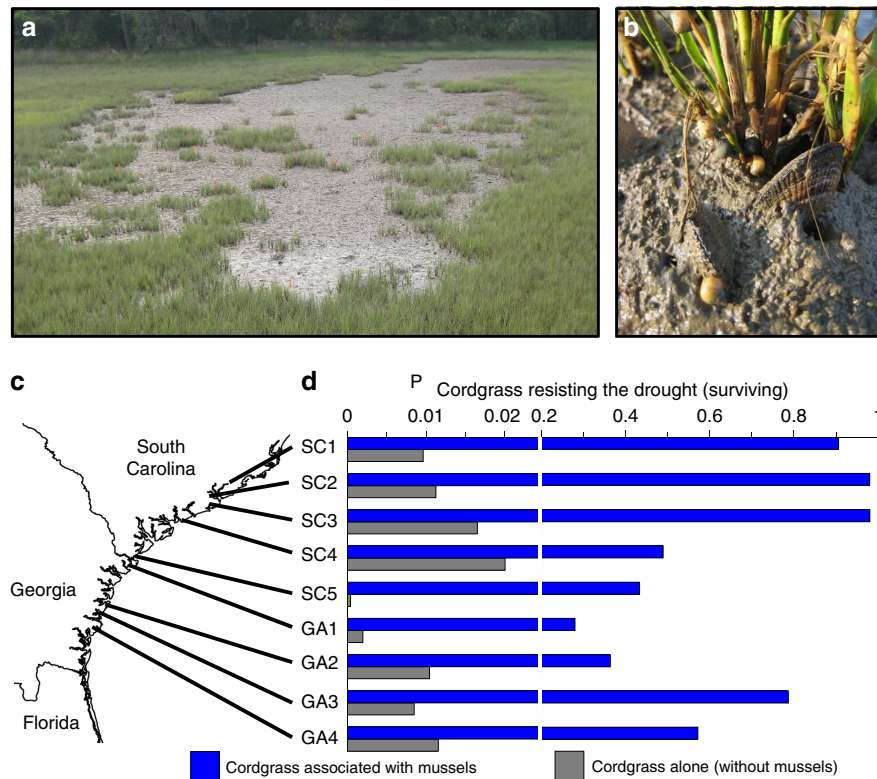 a
b
c
d
P
Cordgrass resisting the drought (surviving)
0 0.01 0.02 0.2 0.4 0.6 0.8
South
Carolina
Georgia
Florida
SC1
SC2
SC3
SC4
SC5
GA1
GA2
GA3
GA4
Cordgrass associated with mussels
Cordgrass alone (without mussels)